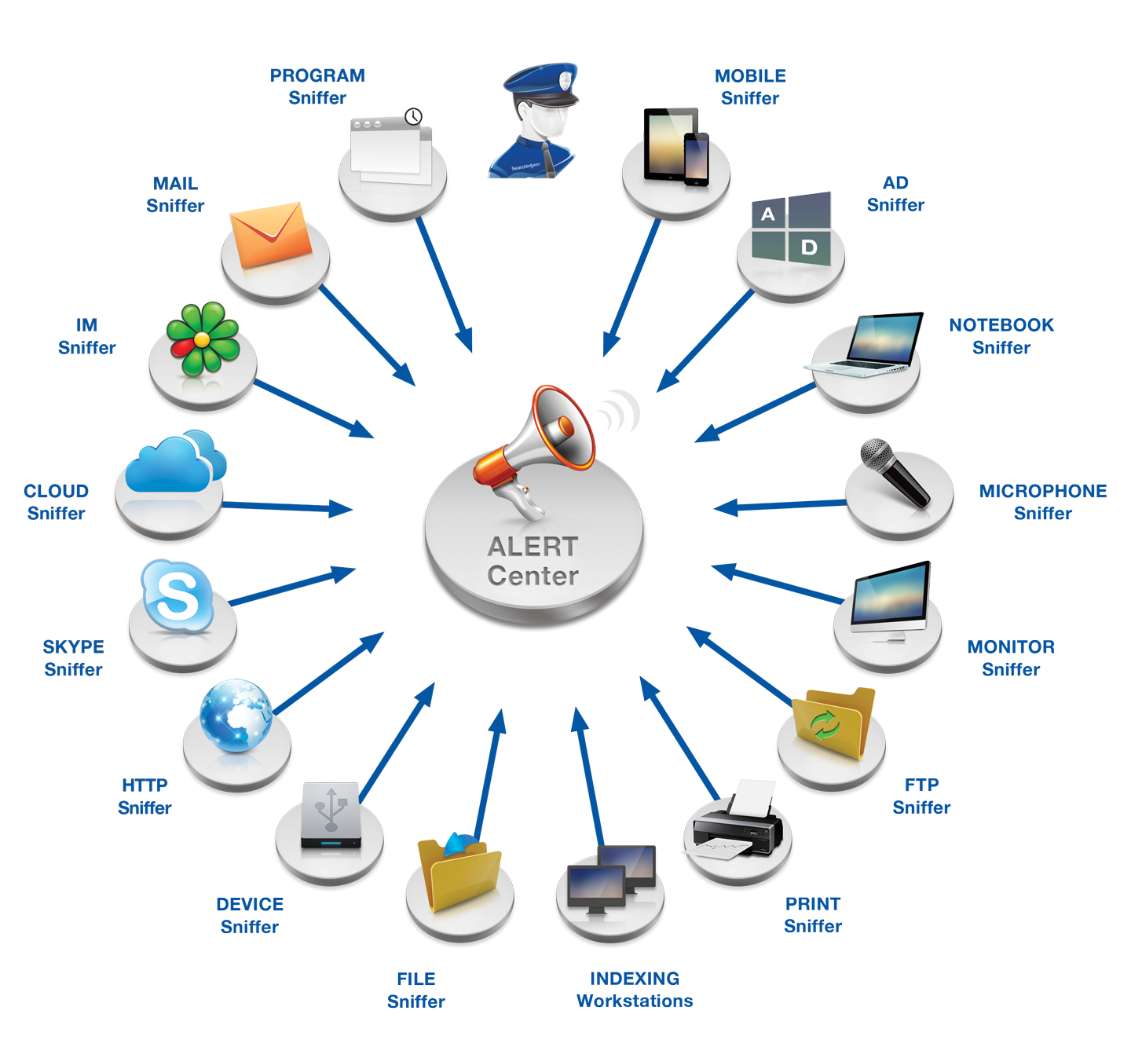 PROGRAM
Sniffer
MOBILE
Sniffer
MAIL
Sniffer
AD
Sniffer
A
D
IM
Sniffer
NOTEBOOK
Sniffer
CLOUD
Sniffer
MICROPHONE
Sniffer
ALERT
Center
SKYPE
Sniffer
S
MONITOR
Sniffer
HTTP
Sniffer
FTP
Sniffer
DEVICE
Sniffer
PRINT
Sniffer
FILE
Sniffer
INDEXING
Workstations